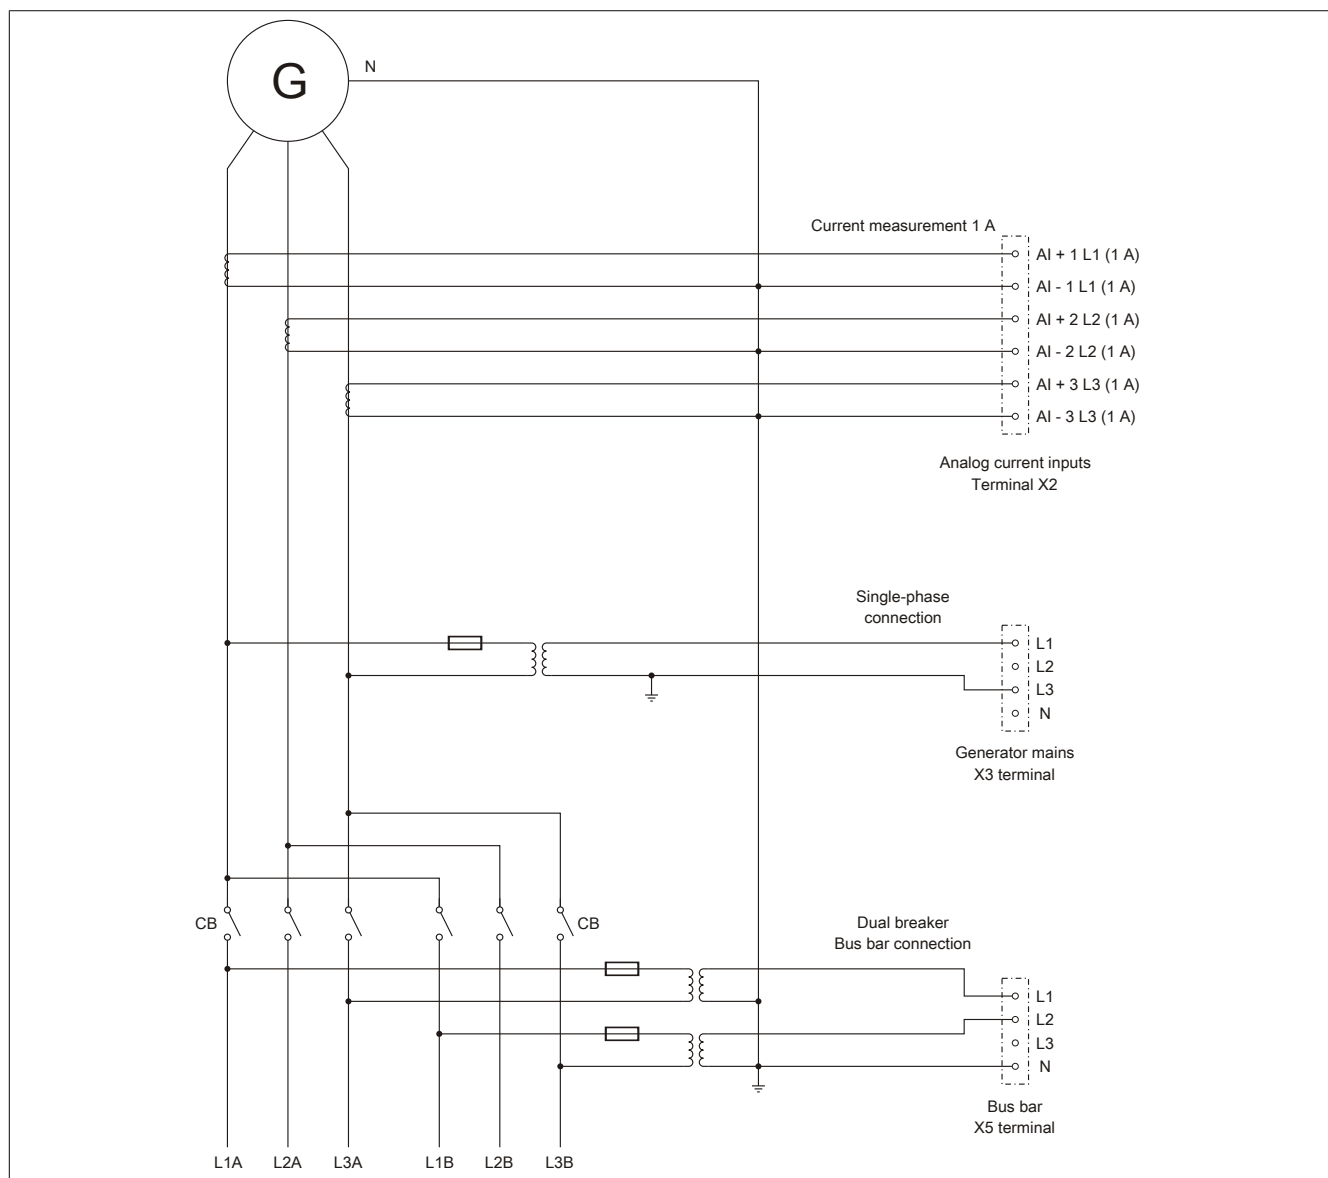 G
N
Current measurement 1 A
AI + 1 L1 (1 A)
AI - 1 L1 (1 A)
AI + 2 L2 (1 A)
AI - 2 L2 (1 A)
AI + 3 L3 (1 A)
AI - 3 L3 (1 A)
Analog current inputs
Terminal X2
Single-phase
connection
L1
L2
L3
N
Generator mains
X3 terminal
CB
CB
Dual breaker
Bus bar connection
L1
L2
L3
N
Bus bar
X5 terminal
L1A
L2A
L3A
L1B
L2B
L3B